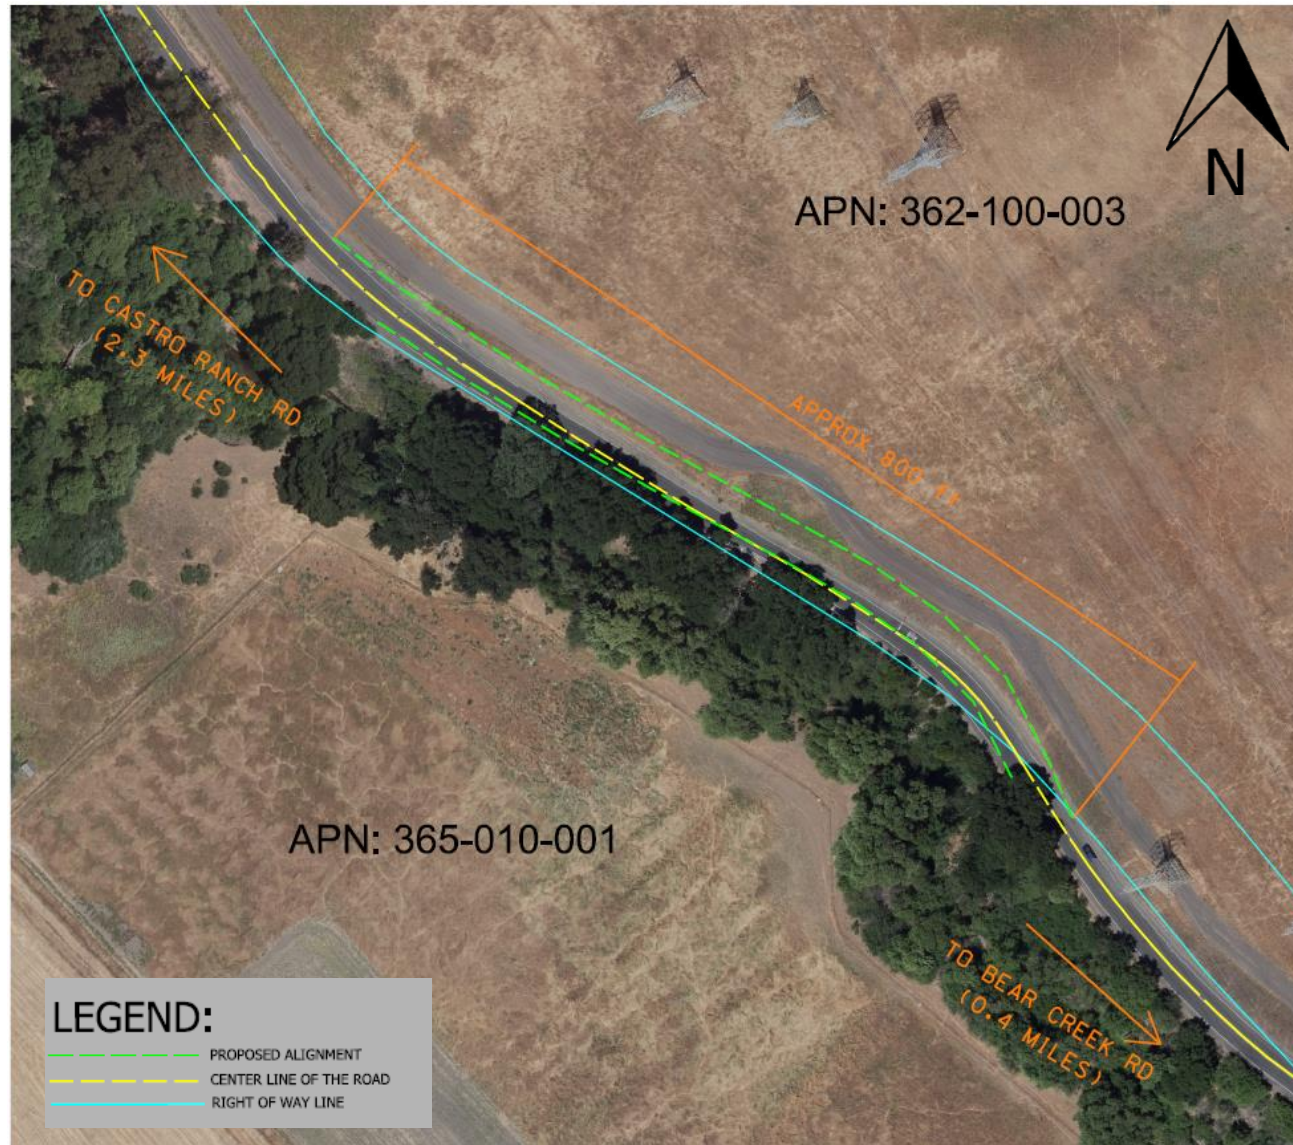 N
APN: 362-100-003
TO CASTRO RANCH RD
(2.3 MILES)
APPROX 800 Ft
APN: 365-010-001
TO BEAR CREEK RD
(0.4 MILES)
LEGEND:
PROPOSED ALIGNMENT
CENTER LINE OF THE ROAD
RIGHT OF WAY LINE